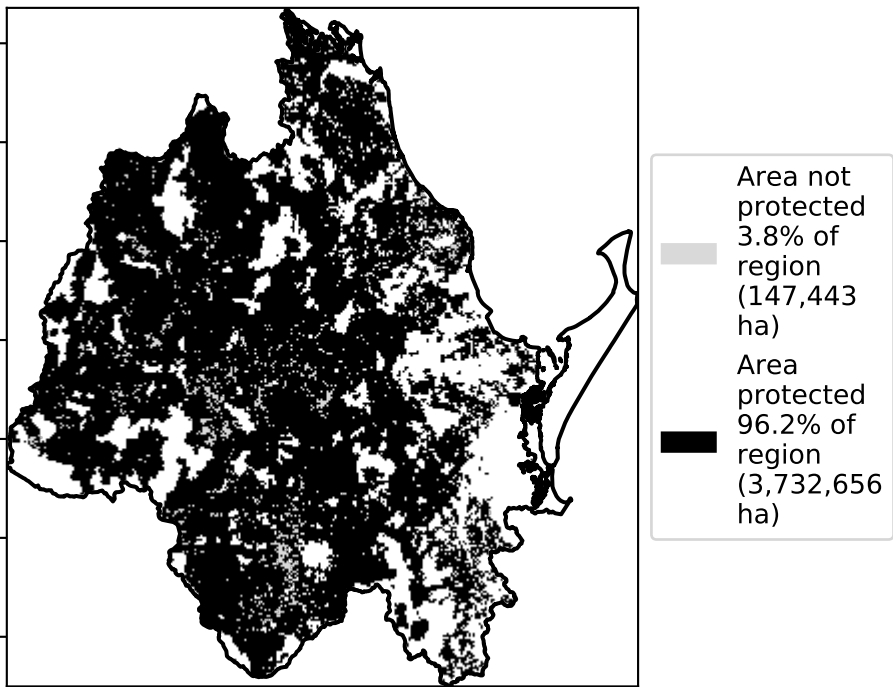 Area not
protected
3.8% of
region
(147,443
ha)
Area
protected
96.2% of
region
(3,732,656
ha)